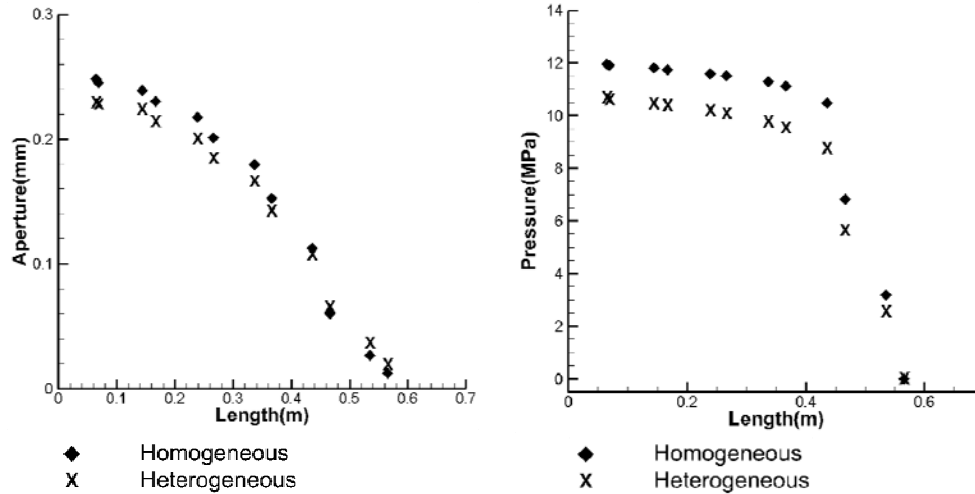 0.3
0.2
0.1
0
Aperture(mm)
0 0.1 0.2 0.3 0.4 0.5 0.6 0.7
Length(m)
◆ Homogeneous
X Heterogeneous
14
12
10
8
6
4
2
0
Pressure(MPa)
0 0.2 0.4 0.6
Length(m)
◆ Homogeneous
X Heterogeneous